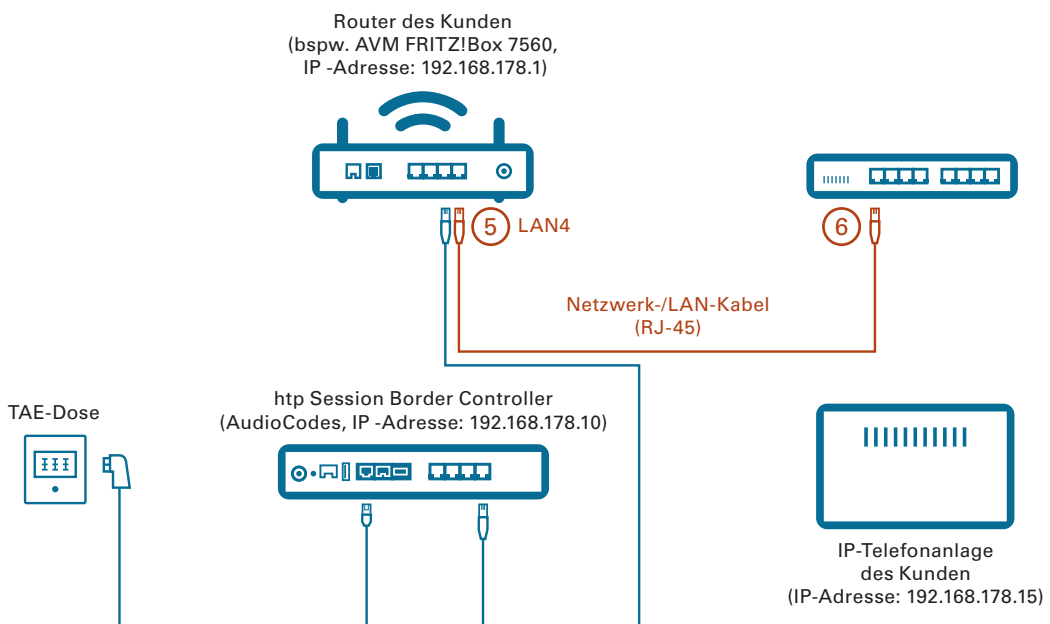 Router des Kunden
(bspw. AVM FRITZ!Box 7560,
IP -Adresse: 192.168.178.1)
5 LAN4
6
Netzwerk-/LAN-Kabel
(RJ-45)
TAE-Dose
htp Session Border Controller
(AudioCodes, IP -Adresse: 192.168.178.10)
IP-Telefonanlage
des Kunden
(IP-Adresse: 192.168.178.15)